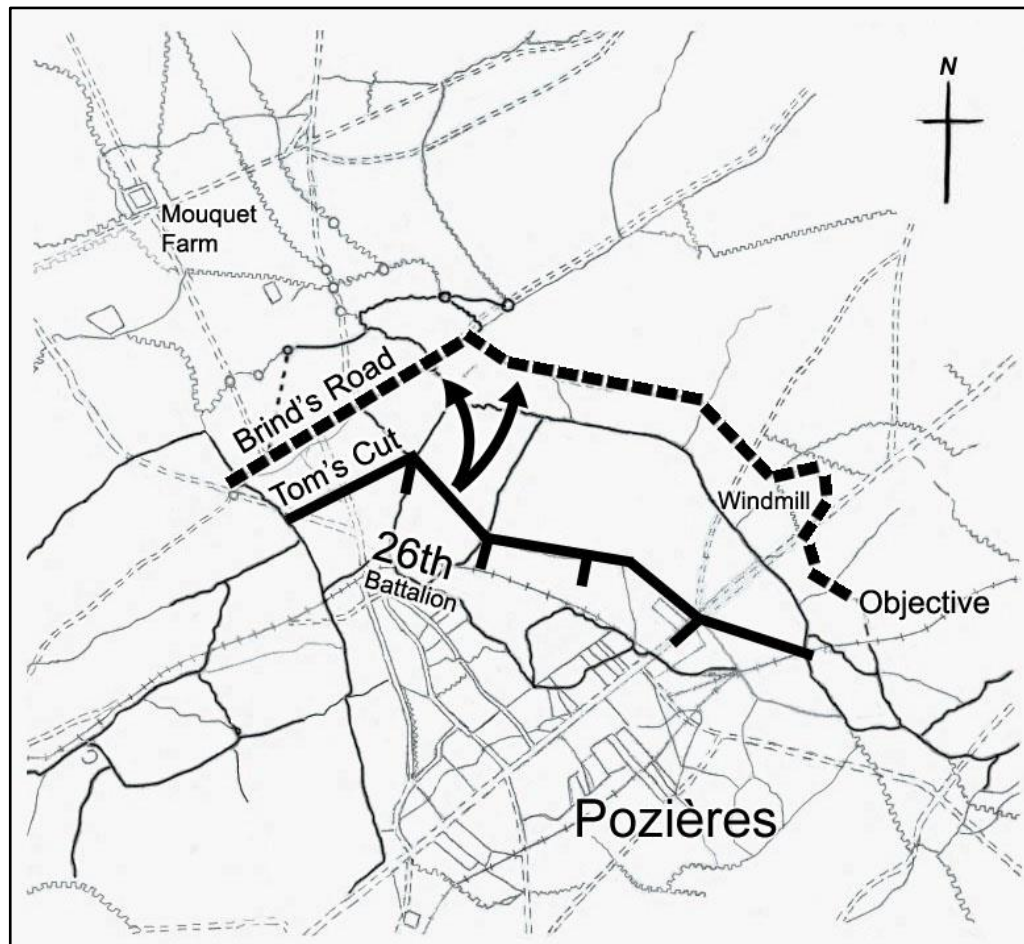 N
Mouquet
Farm
Brind's Road
Tom's Cut
Windmill
26th
Battalion
Objective
Pozières